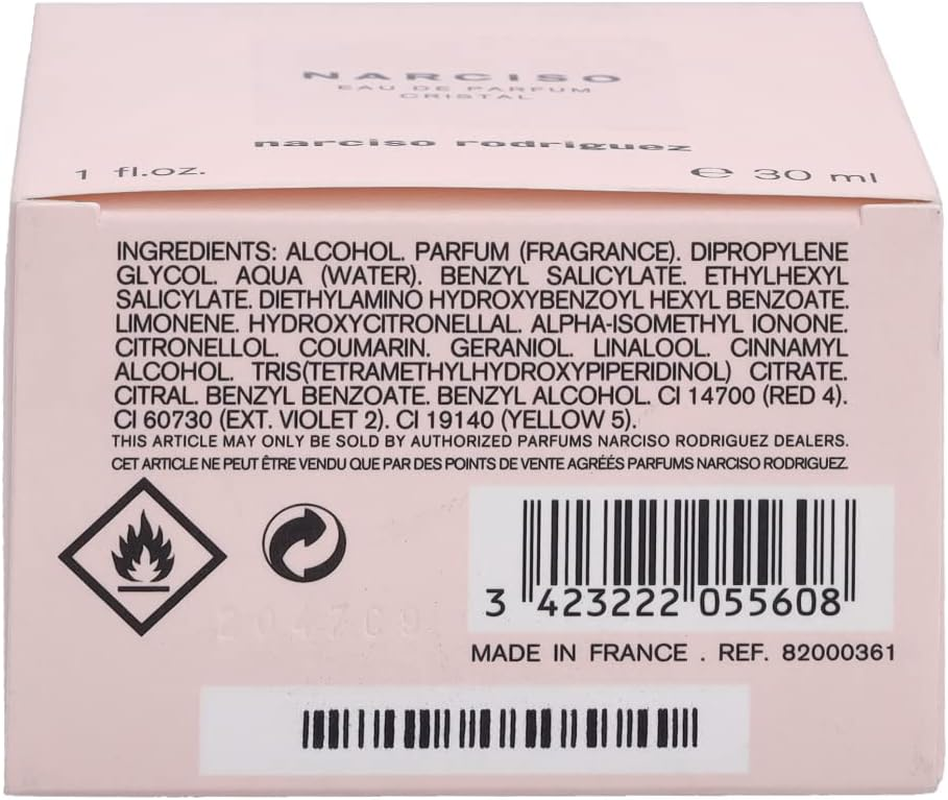 NARCISO
EAU DE PARFUM
CRISTAL
narciso rodriguez
1 fl.oz. ℮ 30 ml
INGREDIENTS: ALCOHOL. PARFUM (FRAGRANCE). DIPROPYLENE
GLYCOL. AQUA (WATER). BENZYL SALICYLATE. ETHYLHEXYL
SALICYLATE. DIETHYLAMINO HYDROXYBENZOYL HEXYL BENZOATE.
LIMONENE. HYDROXYCITRONELLAL. ALPHA-ISOMETHYL IONONE.
CITRONELLOL. COUMARIN. GERANIOL. LINALOOL. CINNAMYL
ALCOHOL. TRIS(TETRAMETHYLHYDROXYPIPERIDINOL) CITRATE.
CITRAL. BENZYL BENZOATE. BENZYL ALCOHOL. CI 14700 (RED 4).
CI 60730 (EXT. VIOLET 2). CI 19140 (YELLOW 5).
THIS ARTICLE MAY ONLY BE SOLD BY AUTHORIZED PARFUMS NARCISO RODRIGUEZ DEALERS.
CET ARTICLE NE PEUT ÊTRE VENDU QUE PAR DES POINTS DE VENTE AGRÉÉS PARFUMS NARCISO RODRIGUEZ.
3 423222 055608
MADE IN FRANCE . REF. 82000361